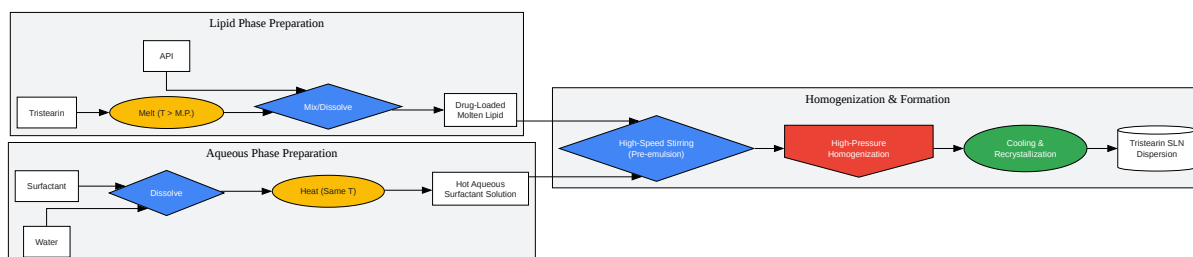 Lipid Phase Preparation
API
Tristearin
Melt (T > M.P.)
Mix/Dissolve
Drug-Loaded
Molten Lipid
Aqueous Phase Preparation
Surfactant
Water
Dissolve
Heat (Same T)
Hot Aqueous
Surfactant Solution
Homogenization & Formation
High-Speed Stirring
(Pre-emulsion)
High-Pressure
Homogenization
Cooling &
Recrystallization
Tristearin SLN
Dispersion